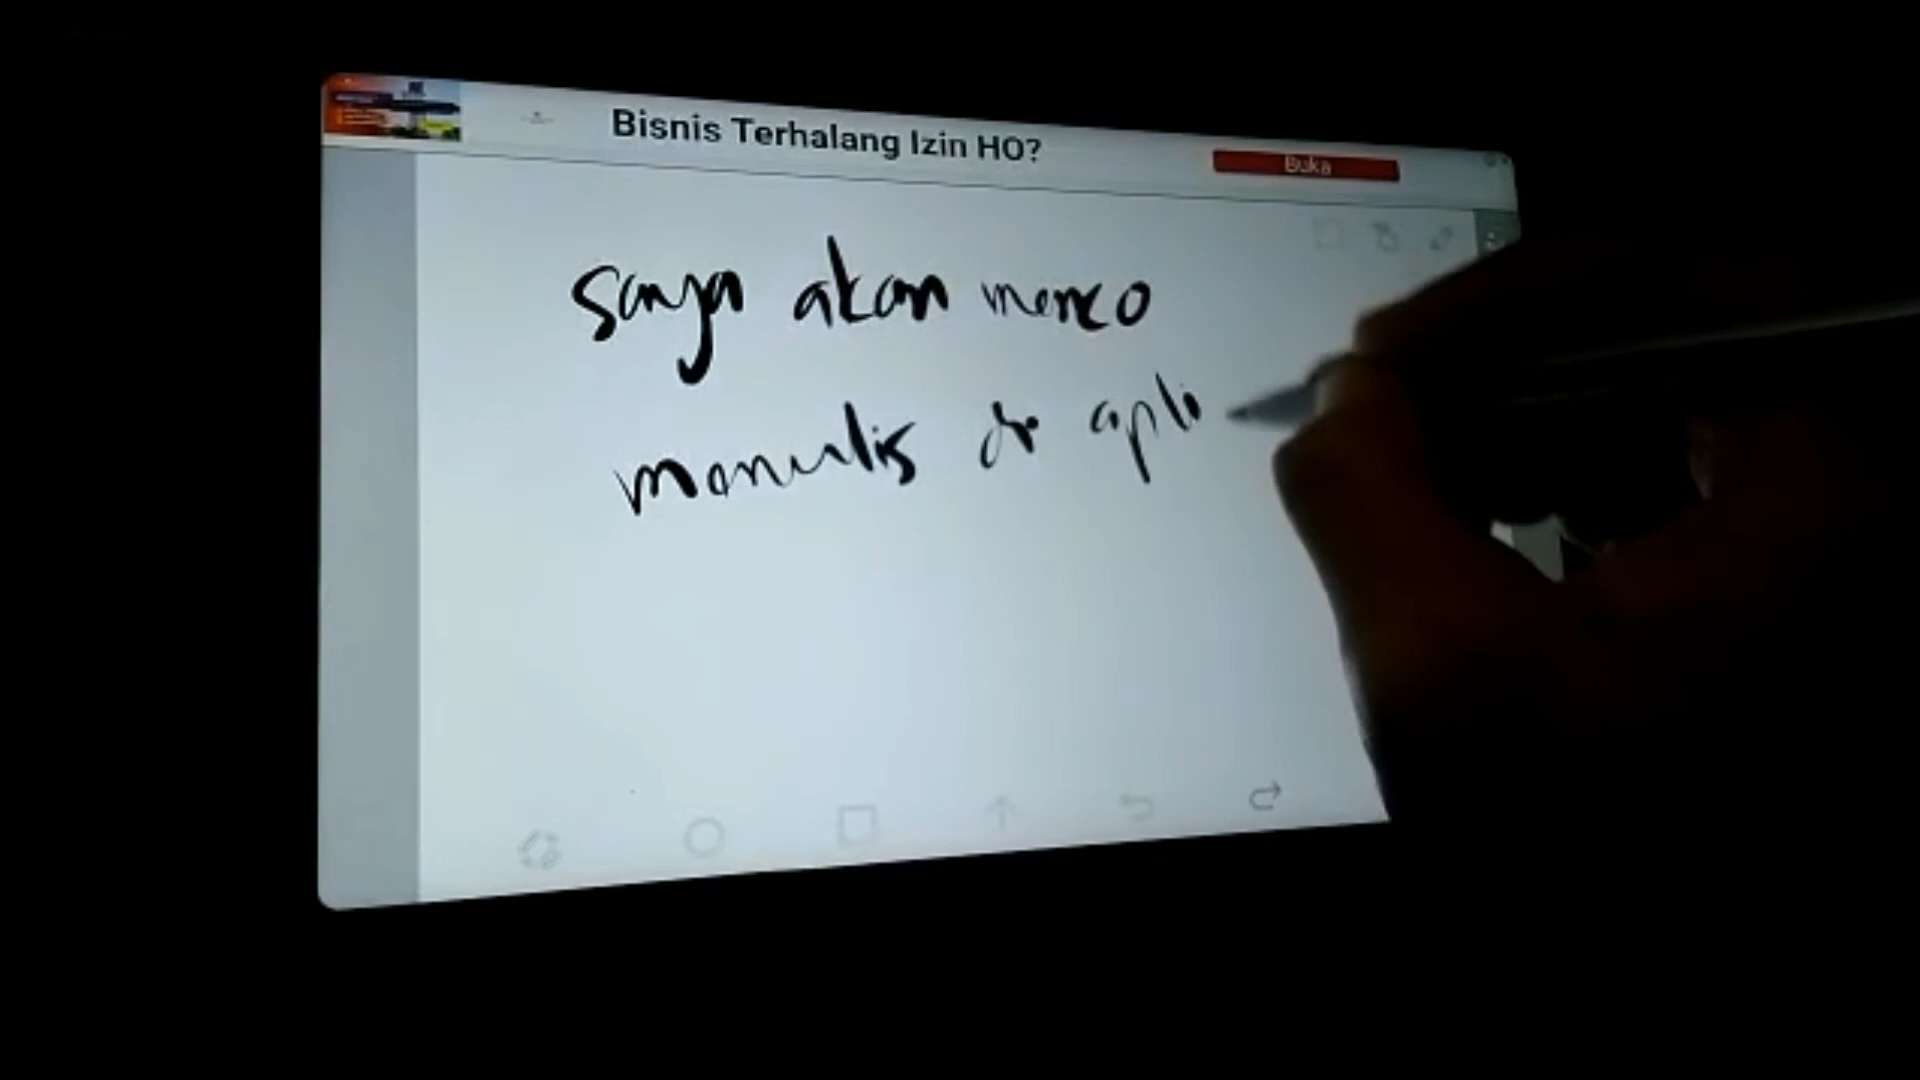 Bisnis Terhalang Izin HO?
Buka
saya akan menco
menulis di apli